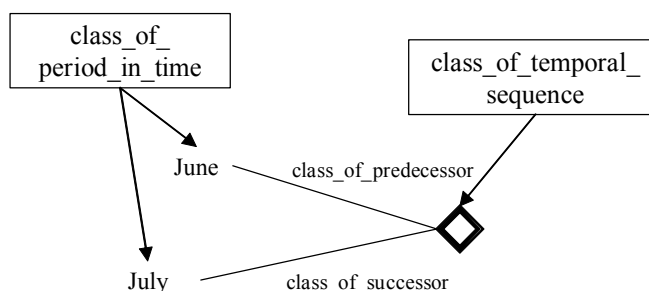 class_of_
period_in_time
class_of_temporal_
sequence
June
class_of_predecessor
July
class_of_successor